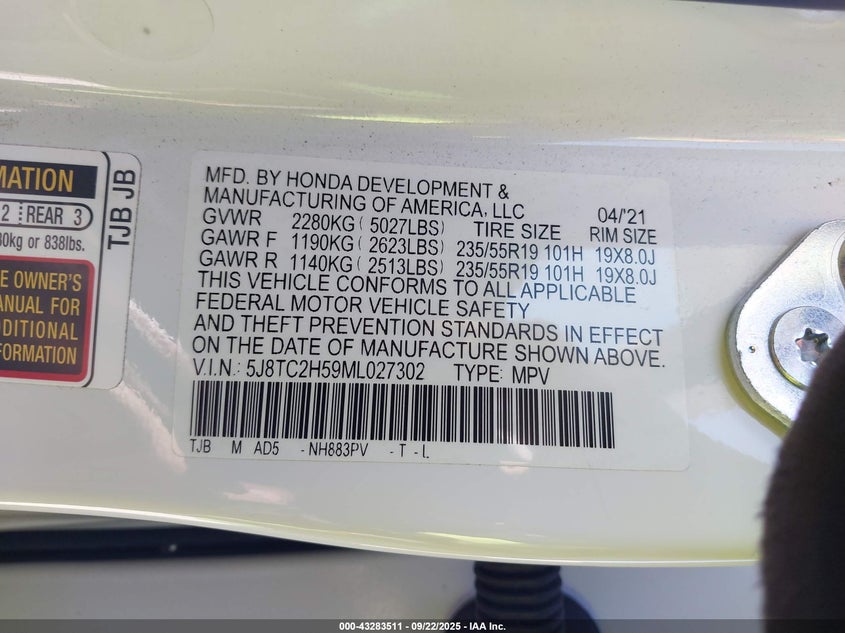 MATION
2 REAR 3
0kg or 838lbs.
E OWNER'S
ANUAL FOR
DITIONAL
FORMATION
TJB JB
MFD. BY HONDA DEVELOPMENT &
MANUFACTURING OF AMERICA, LLC 04/'21
GVWR 2280KG ( 5027LBS) TIRE SIZE RIM SIZE
GAWR F 1190KG ( 2623LBS) 235/55R19 101H 19X8.0J
GAWR R 1140KG ( 2513LBS) 235/55R19 101H 19X8.0J
THIS VEHICLE CONFORMS TO ALL APPLICABLE
FEDERAL MOTOR VEHICLE SAFETY
AND THEFT PREVENTION STANDARDS IN EFFECT
ON THE DATE OF MANUFACTURE SHOWN ABOVE.
V.I.N.: 5J8TC2H59ML027302 TYPE: MPV
TJB M AD5 -NH883PV -T -L
000-43283511 - 09/22/2025 - IAA Inc.